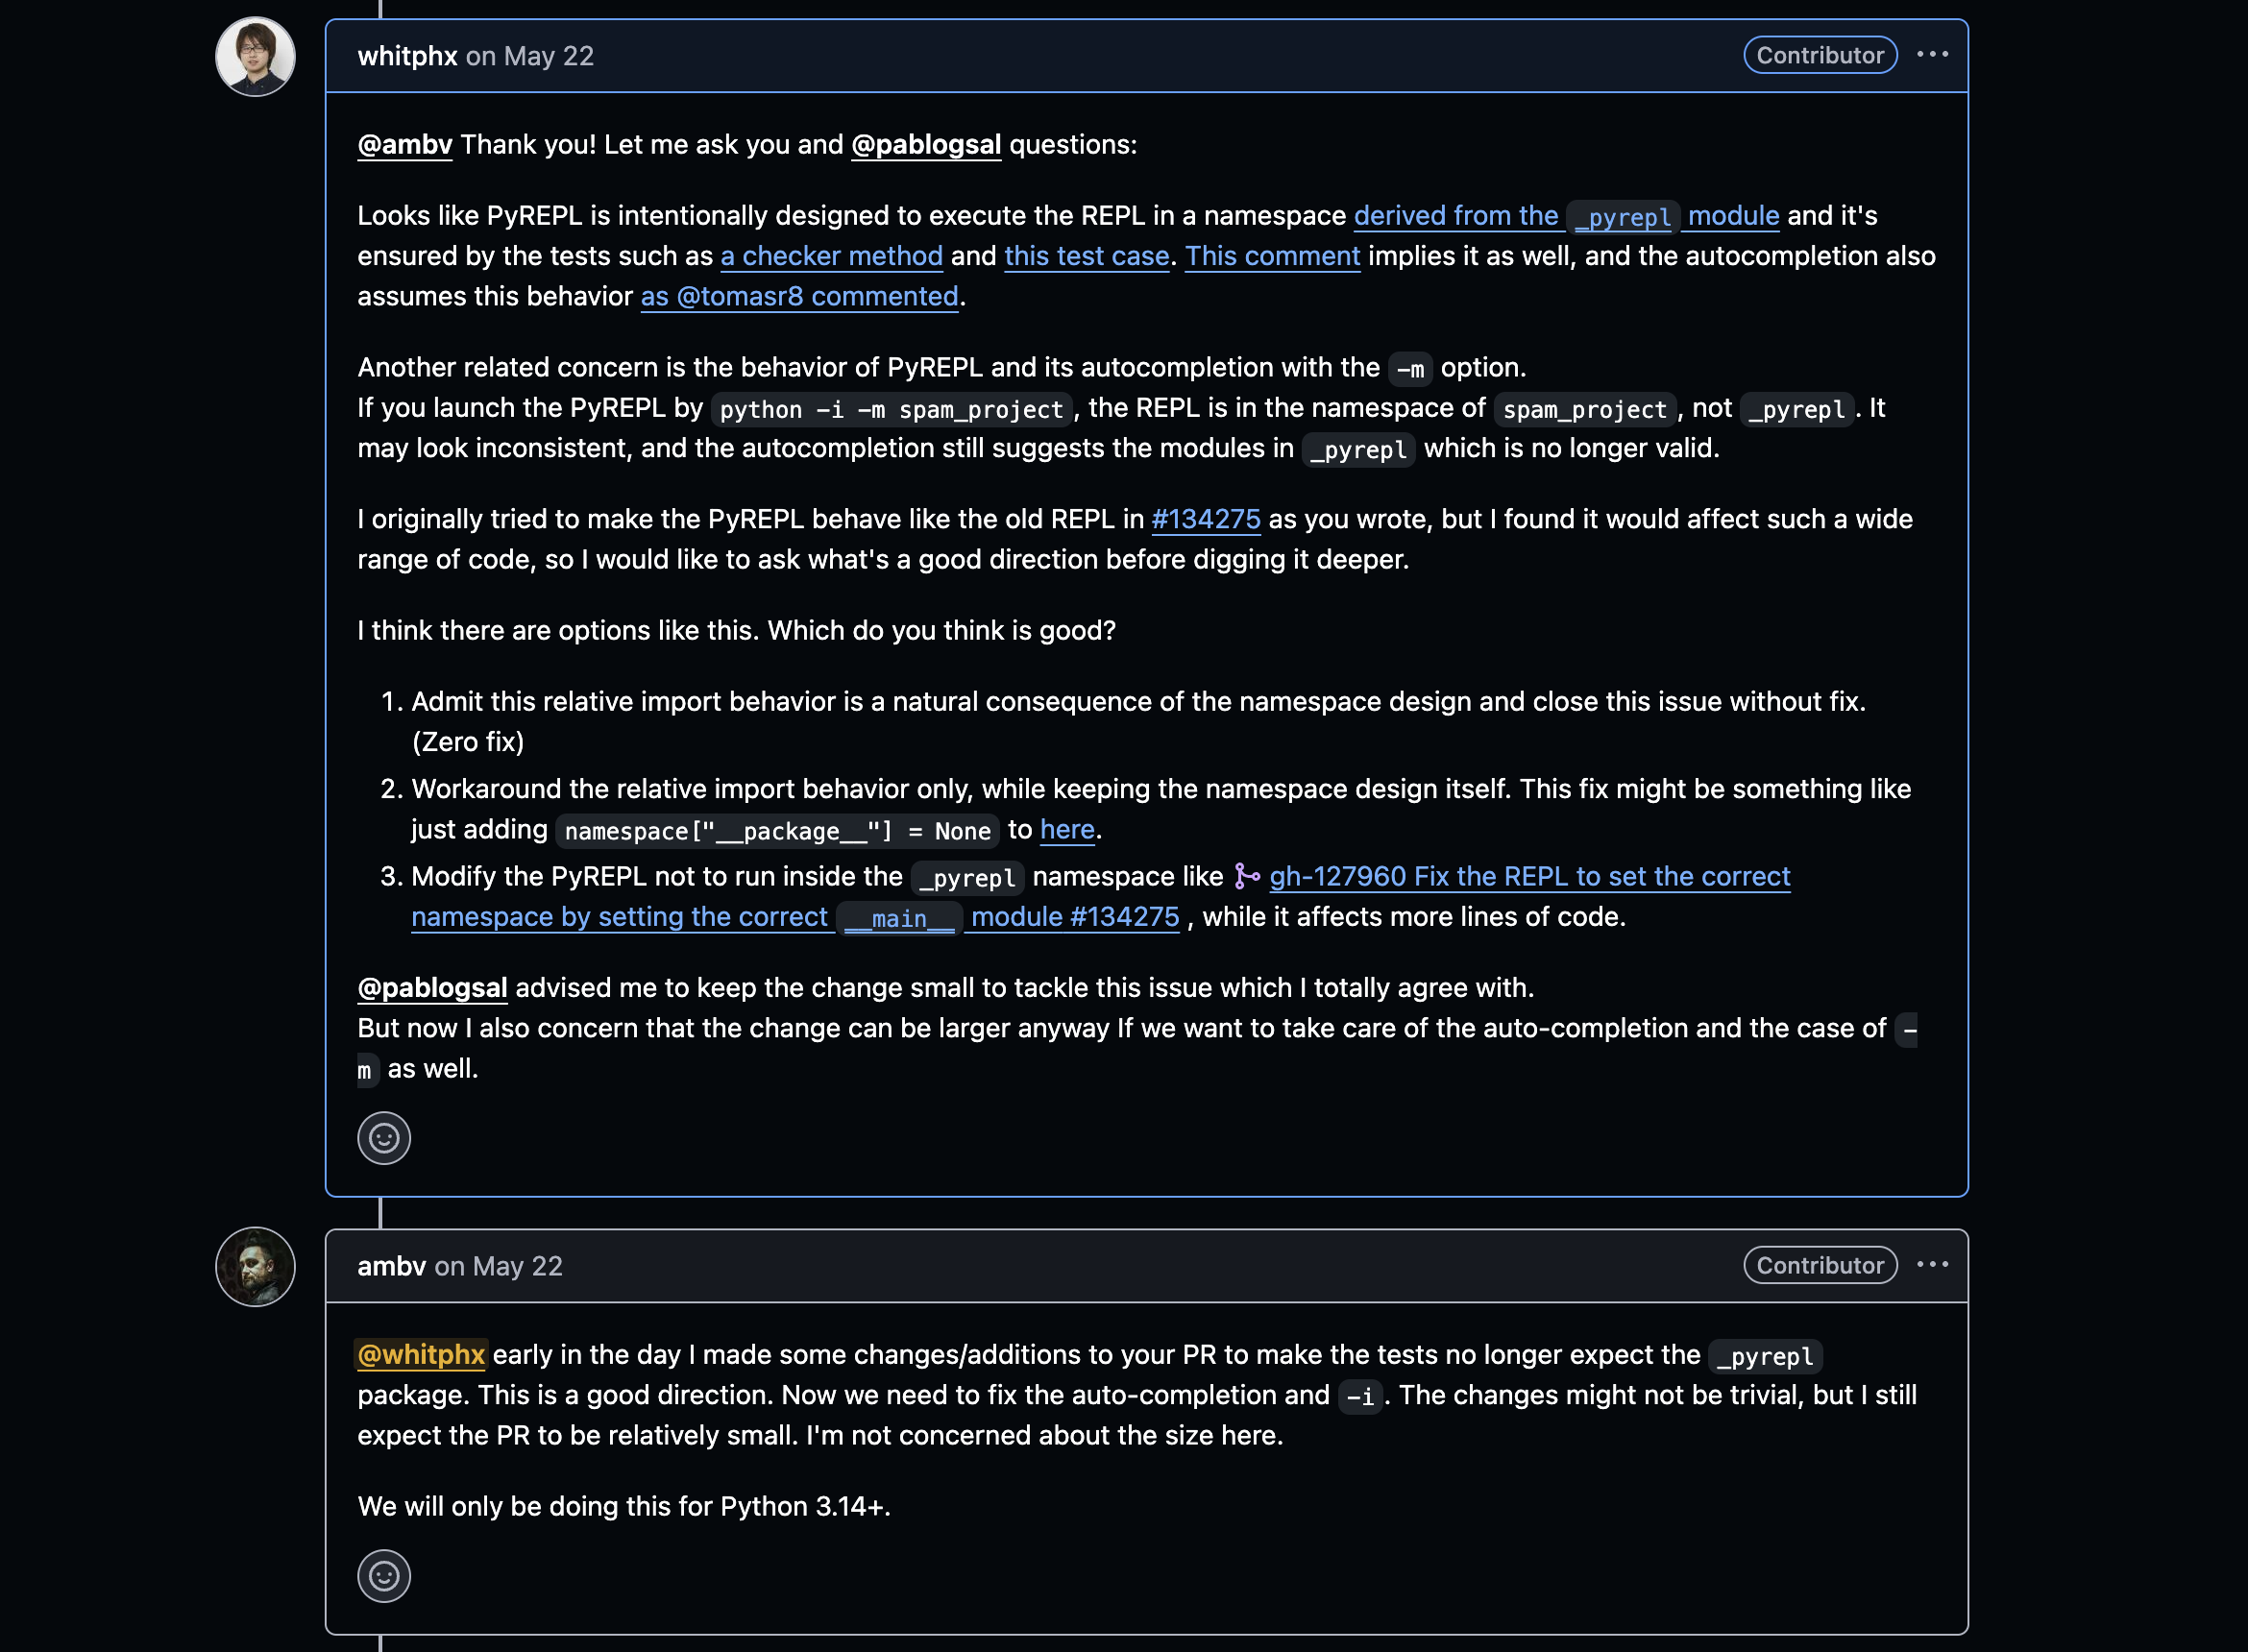 whitphx on May 22
Contributor
@ambv Thank you! Let me ask you and @pablogsal questions:
Looks like PyREPL is intentionally designed to execute the REPL in a namespace derived from the _pyrepl module and it's
ensured by the tests such as a checker method and this test case. This comment implies it as well, and the autocompletion also
assumes this behavior as @tomasr8 commented.
Another related concern is the behavior of PyREPL and its autocompletion with the -m option.
If you launch the PyREPL by python -i -m spam_project, the REPL is in the namespace of spam_project, not _pyrepl. It
may look inconsistent, and the autocompletion still suggests the modules in _pyrepl which is no longer valid.
I originally tried to make the PyREPL behave like the old REPL in #134275 as you wrote, but I found it would affect such a wide
range of code, so I would like to ask what's a good direction before digging it deeper.
I think there are options like this. Which do you think is good?
1. Admit this relative import behavior is a natural consequence of the namespace design and close this issue without fix.
(Zero fix)
2. Workaround the relative import behavior only, while keeping the namespace design itself. This fix might be something like
just adding namespace["__package__"] = None to here.
3. Modify the PyREPL not to run inside the _pyrepl namespace like gh-127960 Fix the REPL to set the correct
namespace by setting the correct __main__ module #134275 , while it affects more lines of code.
@pablogsal advised me to keep the change small to tackle this issue which I totally agree with.
But now I also concern that the change can be larger anyway If we want to take care of the auto-completion and the case of -
m as well.
ambv on May 22
Contributor
@whitphx early in the day I made some changes/additions to your PR to make the tests no longer expect the _pyrepl
package. This is a good direction. Now we need to fix the auto-completion and -i. The changes might not be trivial, but I still
expect the PR to be relatively small. I'm not concerned about the size here.
We will only be doing this for Python 3.14+.